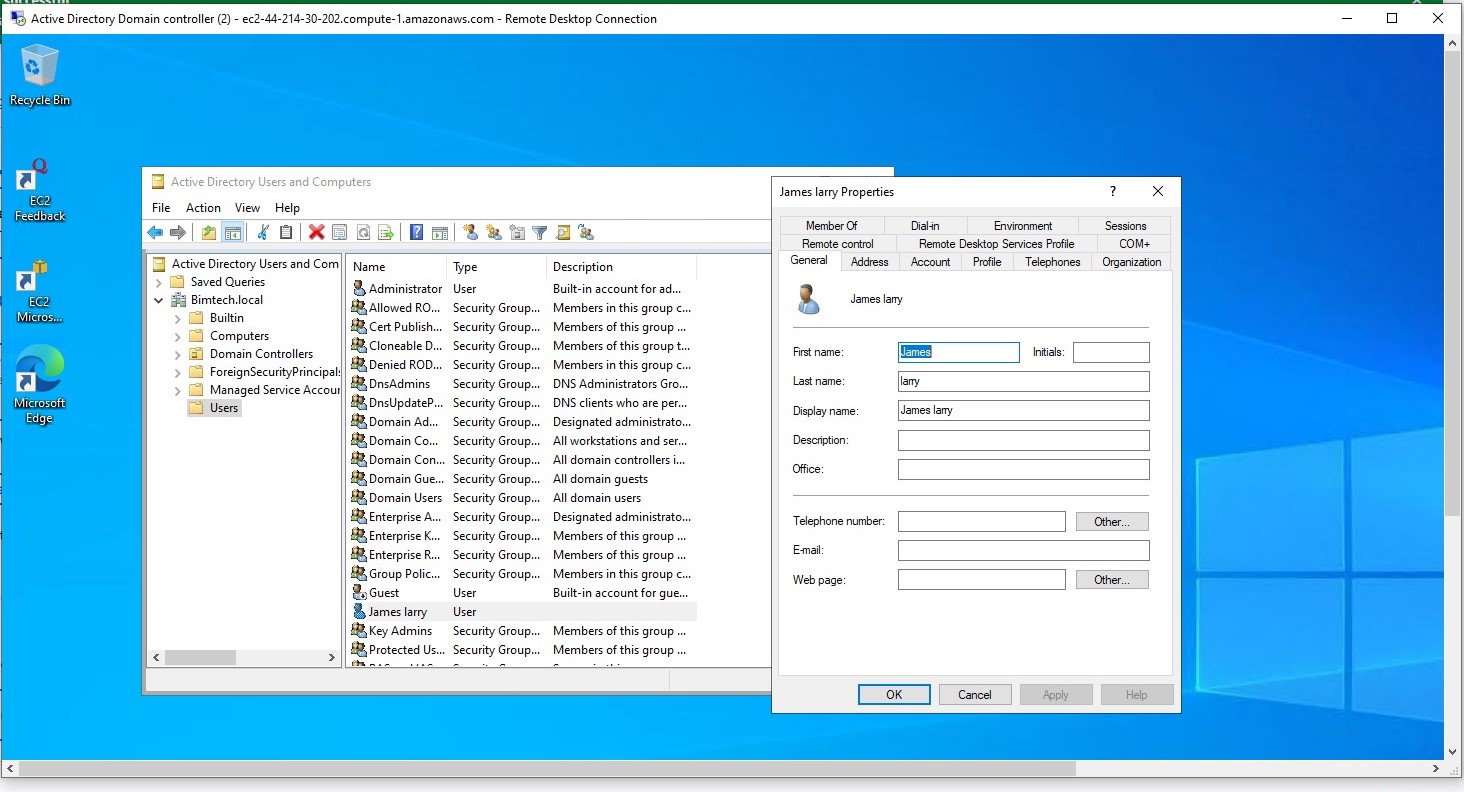 Active Directory Domain controller (2) - ec2-44-214-30-202.compute-1.amazonaws.com - Remote Desktop Connection
Recycle Bin
EC2
Feedback
EC2
Micros...
Microsoft
Edge
Active Directory Users and Computers
File Action View Help
Active Directory Users and Com
Saved Queries
Bimtech.local
Builtin
Computers
Domain Controllers
ForeignSecurityPrincipals
Managed Service Accour
Users
Name Type Description
Administrator User Built-in account for ad...
Allowed RO... Security Group... Members in this group c...
Cert Publish... Security Group... Members of this group ...
Cloneable D... Security Group... Members of this group t...
Denied ROD... Security Group... Members in this group c...
DnsAdmins Security Group... DNS Administrators Gro...
DnsUpdateP... Security Group... DNS clients who are per...
Domain Ad... Security Group... Designated administrato...
Domain Co... Security Group... All workstations and ser...
Domain Con... Security Group... All domain controllers i...
Domain Gue... Security Group... All domain guests
Domain Users Security Group... All domain users
Enterprise A... Security Group... Designated administrato...
Enterprise K... Security Group... Members of this group ...
Enterprise R... Security Group... Members of this group ...
Group Polic... Security Group... Members in this group c...
Guest User Built-in account for gue...
James larry User
Key Admins Security Group... Members of this group ...
Protected Us... Security Group... Members of this group ...
James larry Properties
?
Member Of Dial-in Environment Sessions
Remote control Remote Desktop Services Profile COM+
General Address Account Profile Telephones Organization
James larry
First name: James Initials:
Last name: larry
Display name: James larry
Description:
Office:
Telephone number: Other...
E-mail:
Web page: Other...
OK Cancel Apply Help